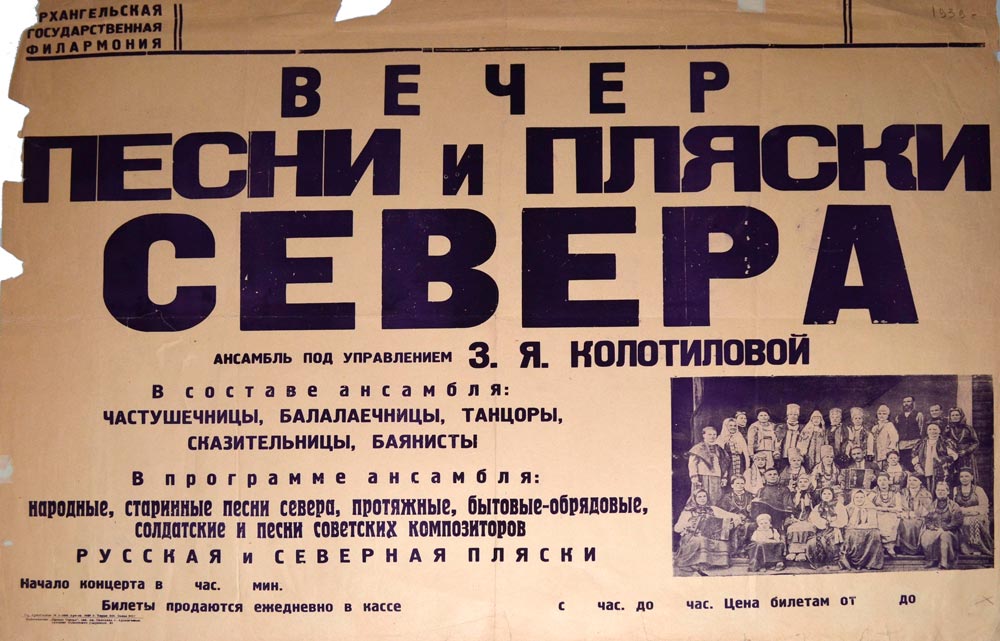 АРХАНГЕЛЬСКАЯ
ГОСУДАРСТВЕННАЯ
ФИЛАРМОНИЯ
1939 г
ВЕЧЕР
ПЕСНИ и ПЛЯСКИ
СЕВЕРА
АНСАМБЛЬ ПОД УПРАВЛЕНИЕМ З. Я. КОЛОТИЛОВОЙ
В составе ансамбля:
ЧАСТУШЕЧНИЦЫ, БАЛАЛАЕЧНИЦЫ, ТАНЦОРЫ,
СКАЗИТЕЛЬНИЦЫ, БАЯНИСТЫ
В программе ансамбля:
народные, старинные песни севера, протяжные, бытовые-обрядовые,
солдатские и песни советских композиторов
РУССКАЯ и СЕВЕРНАЯ ПЛЯСКИ
Начало концерта в час. мин.
Билеты продаются ежедневно в кассе с час. до час. Цена билетам от до